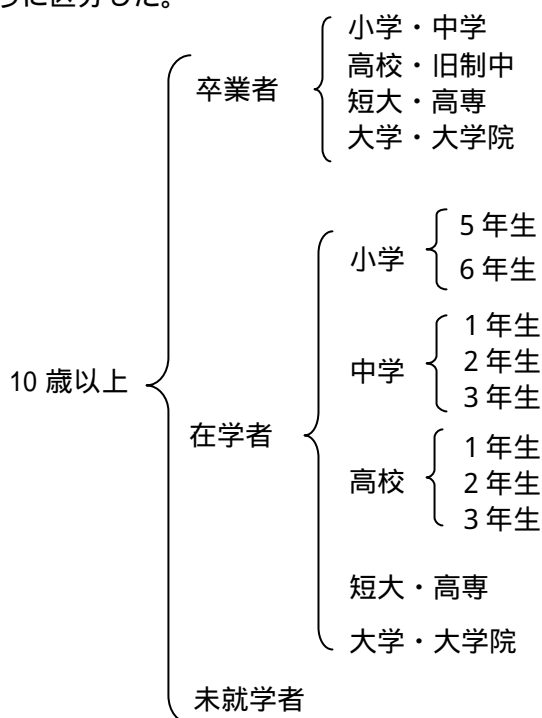 うに区分した。
小学・中学
高校・旧制中
卒業者
短大・高専
大学・大学院
5 年生
小学
6 年生
1 年生
中学
2 年生
3 年生
10 歳以上
在学者
1 年生
高校
2 年生
3 年生
短大・高専
大学・大学院
未就学者